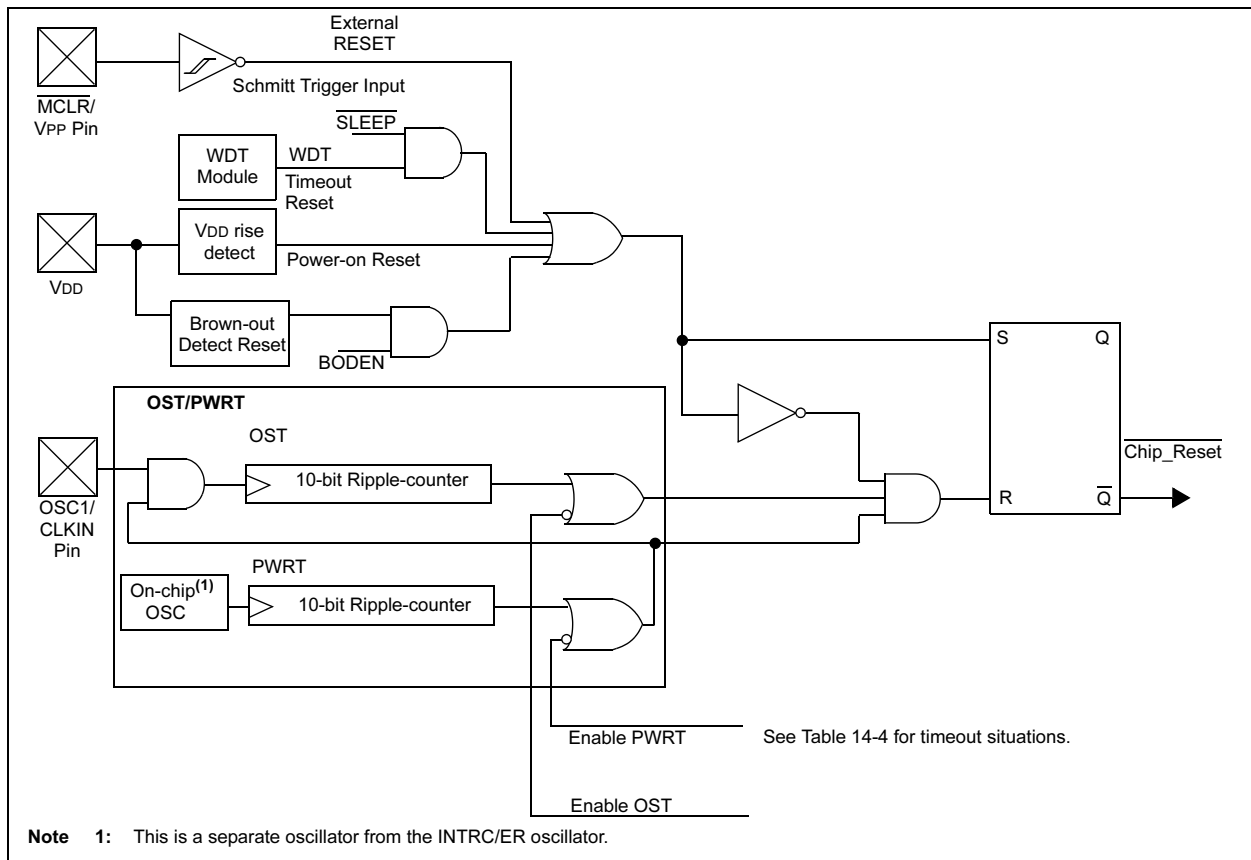 External
RESET
Schmitt Trigger Input
MCLR/
VPP Pin
SLEEP
WDT
Module
WDT
Timeout
Reset
VDD rise
detect
Power-on Reset
VDD
Brown-out
Detect Reset
BODEN
S
Q
OST/PWRT
OST
10-bit Ripple-counter
Chip_Reset
OSC1/
CLKIN
Pin
R
Q
PWRT
On-chip(1)
OSC
10-bit Ripple-counter
Enable PWRT
See Table 14-4 for timeout situations.
Enable OST
Note 1: This is a separate oscillator from the INTRC/ER oscillator.